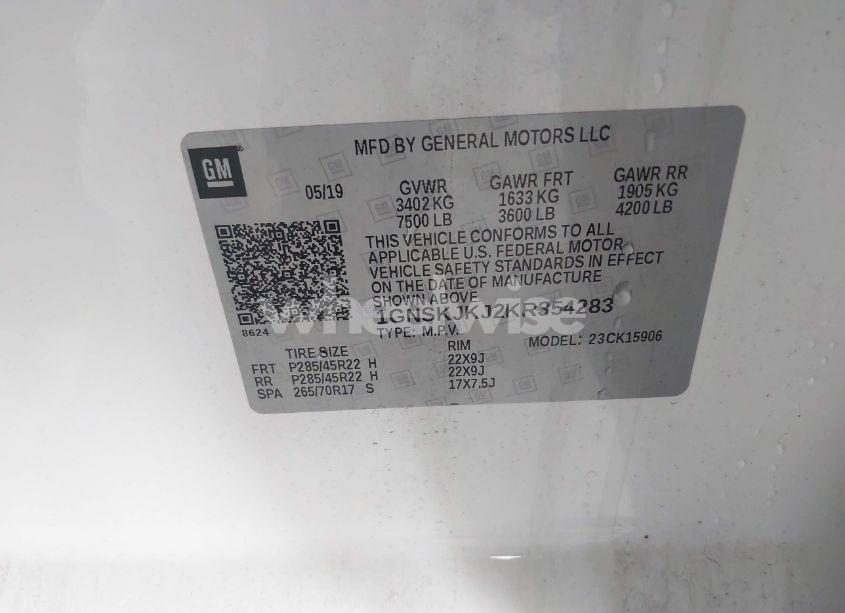 MFD BY GENERAL MOTORS LLC
GM
05/19 GVWR GAWR FRT GAWR RR
3402 KG 1633 KG 1905 KG
7500 LB 3600 LB 4200 LB
THIS VEHICLE CONFORMS TO ALL
APPLICABLE U.S. FEDERAL MOTOR
VEHICLE SAFETY STANDARDS IN EFFECT
ON THE DATE OF MANUFACTURE
SHOWN ABOVE.
wheelwise
1GNSKJKJ2KR354283
8624
TYPE: M.P.V. MODEL: 23CK15906
TIRE SIZE RIM
FRT P285/45R22 H 22X9J
RR P285/45R22 H 22X9J
SPA 265/70R17 S 17X7.5J